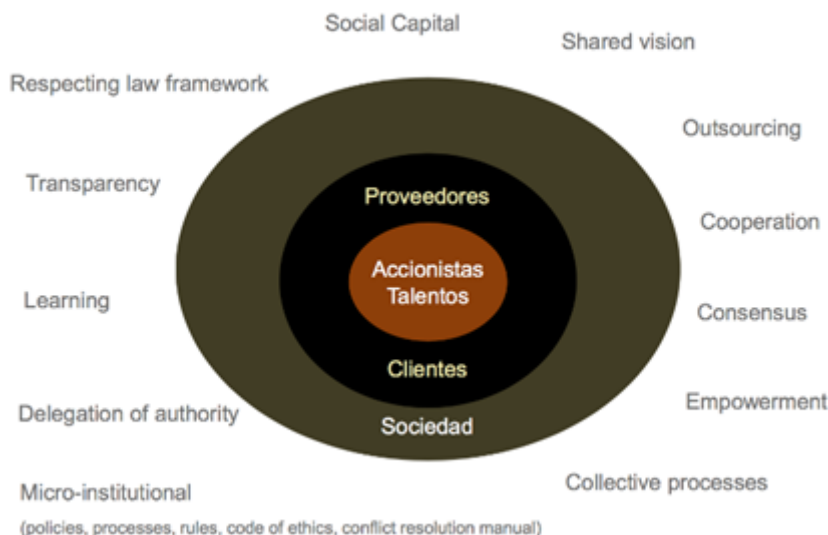 Social Capital
Shared vision
Respecting law framework
Outsourcing
Transparency
Proveedores
Cooperation
Accionistas
Talentos
Learning
Consensus
Clientes
Empowerment
Delegation of authority
Sociedad
Collective processes
Micro-institutional
(policies, processes, rules, code of ethics, conflict resolution manual)